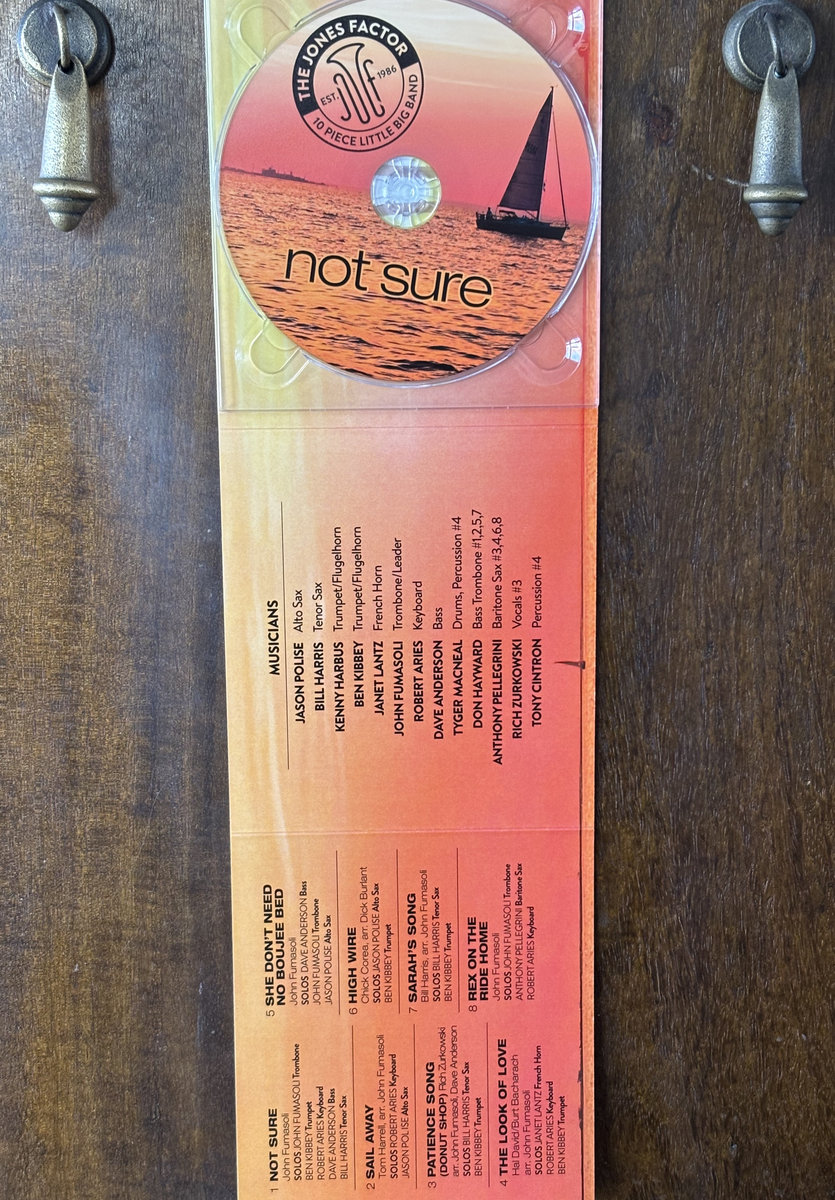 THE JONES FACTOR
EST. 1986
10 PIECE LITTLE BIG BAND
not sure
MUSICIANS
JASON POLISE Alto Sax
BILL HARRIS Tenor Sax
KENNY HARBUS Trumpet/Flugelhorn
BEN KIBBEY Trumpet/Flugelhorn
JANET LANTZ French Horn
JOHN FUMASOLI Trombone/Leader
ROBERT ARIES Keyboard
DAVE ANDERSON Bass
TYGER MACNEAL Drums, Percussion #4
DON HAYWARD Bass Trombone #1,2,5,7
ANTHONY PELLEGRINI Baritone Sax #3,4,6,8
RICH ZURKOWSKI Vocals #3
TONY CINTRON Percussion #4
1 NOT SURE
John Fumasoli
SOLOS JOHN FUMASOLI Trombone
BEN KIBBEY Trumpet
ROBERT ARIES Keyboard
DAVE ANDERSON Bass
BILL HARRIS Tenor Sax
2 SAIL AWAY
Tom Harrell, arr. John Fumasoli
SOLOS ROBERT ARIES Keyboard
JASON POLISE Alto Sax
3 PATIENCE SONG
(DONUT SHOP) Rich Zurkowski
arr. John Fumasoli, Dave Anderson
SOLOS BILL HARRIS Tenor Sax
BEN KIBBEY Trumpet
4 THE LOOK OF LOVE
Hal David/Burt Bacharach
arr: John Fumasoli
SOLOS JANET LANTZ French Horn
ROBERT ARIES Keyboard
BEN KIBBEY Trumpet
5 SHE DON'T NEED
NO BOUJEE BED
John Fumasoli
SOLOS DAVE ANDERSON Bass
JOHN FUMASOLI Trombone
JASON POLISE Alto Sax
6 HIGH WIRE
Chick Corea, arr: Dick Burlant
SOLOS JASON POLISE Alto Sax
BEN KIBBEY Trumpet
7 SARAH'S SONG
Bill Harris, arr. John Fumasoli
SOLOS BILL HARRIS Tenor Sax
BEN KIBBEY Trumpet
8 REX ON THE
RIDE HOME
John Fumasoli
SOLOS JOHN FUMASOLI Trombone
ANTHONY PELLEGRINI Baritone Sax
ROBERT ARIES Keyboard